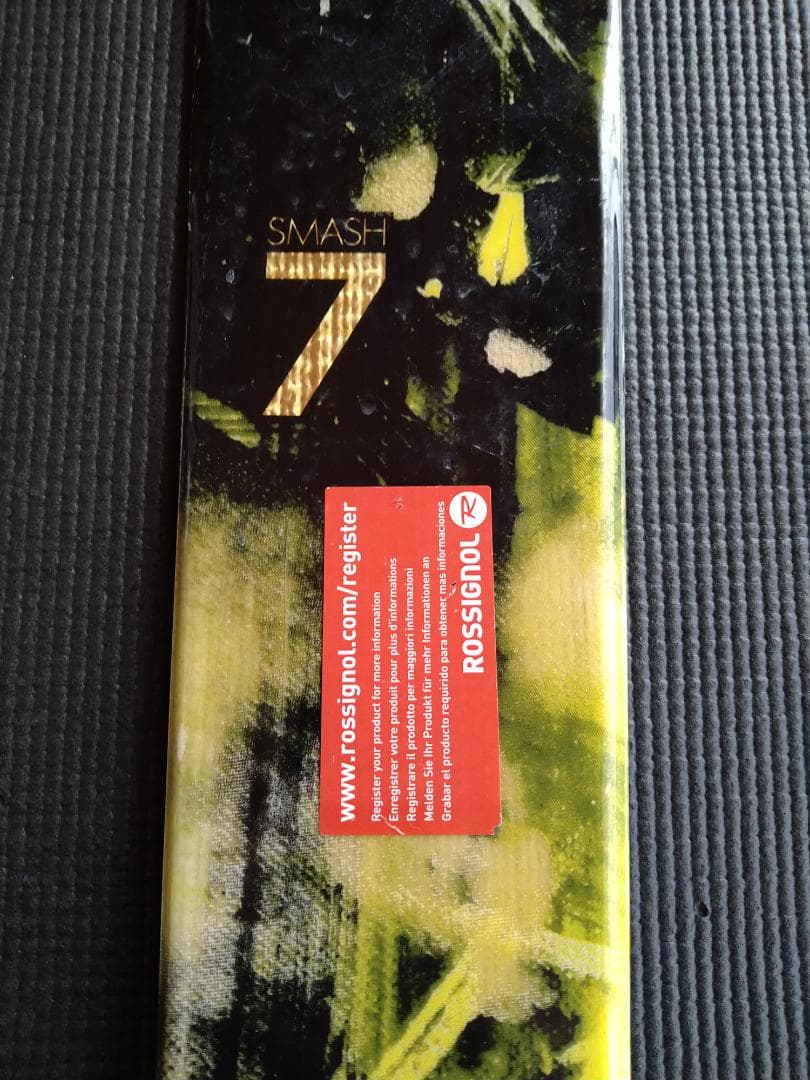 SMASH
7
www.rossignol.com/register
Register your product for more information
Enregistrer votre produit pour plus d'informations
Registrare il prodotto per maggiori informazioni
Melden Sie Ihr Produkt für mehr Informationen an
Grabar el producto requirido para obtener mas informaciones
ROSSIGNOL R